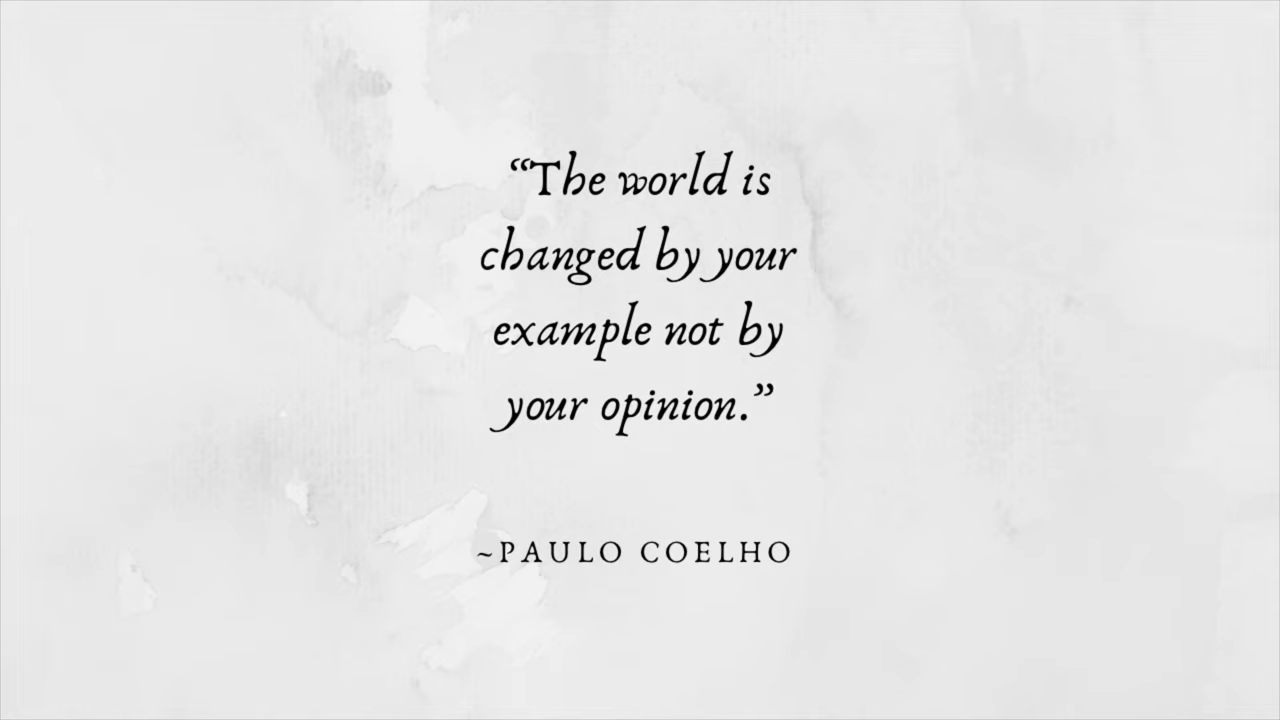 “The world is
changed by your
example not by
your opinion.”
~PAULO COELHO